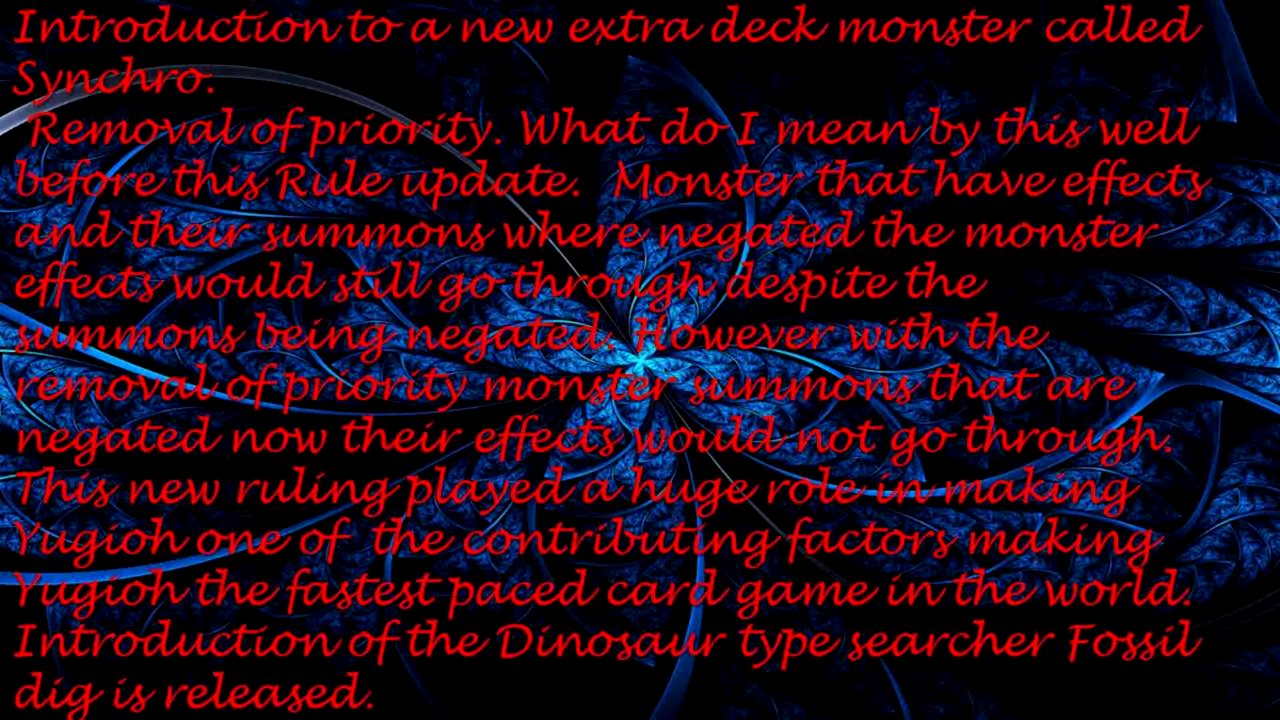 Introduction to a new extra deck monster called
Synchro.
Removal of priority. What do I mean by this well
before this Rule update. Monster that have effects
and their summons where negated the monster
effects would still go through despite the
summons being negated. However with the
removal of priority monster summons that are
negated now their effects would not go through.
This new ruling played a huge role in making
Yugioh one of the contributing factors making
Yugioh the fastest paced card game in the world.
Introduction of the Dinosaur type searcher Fossil
dig is released.